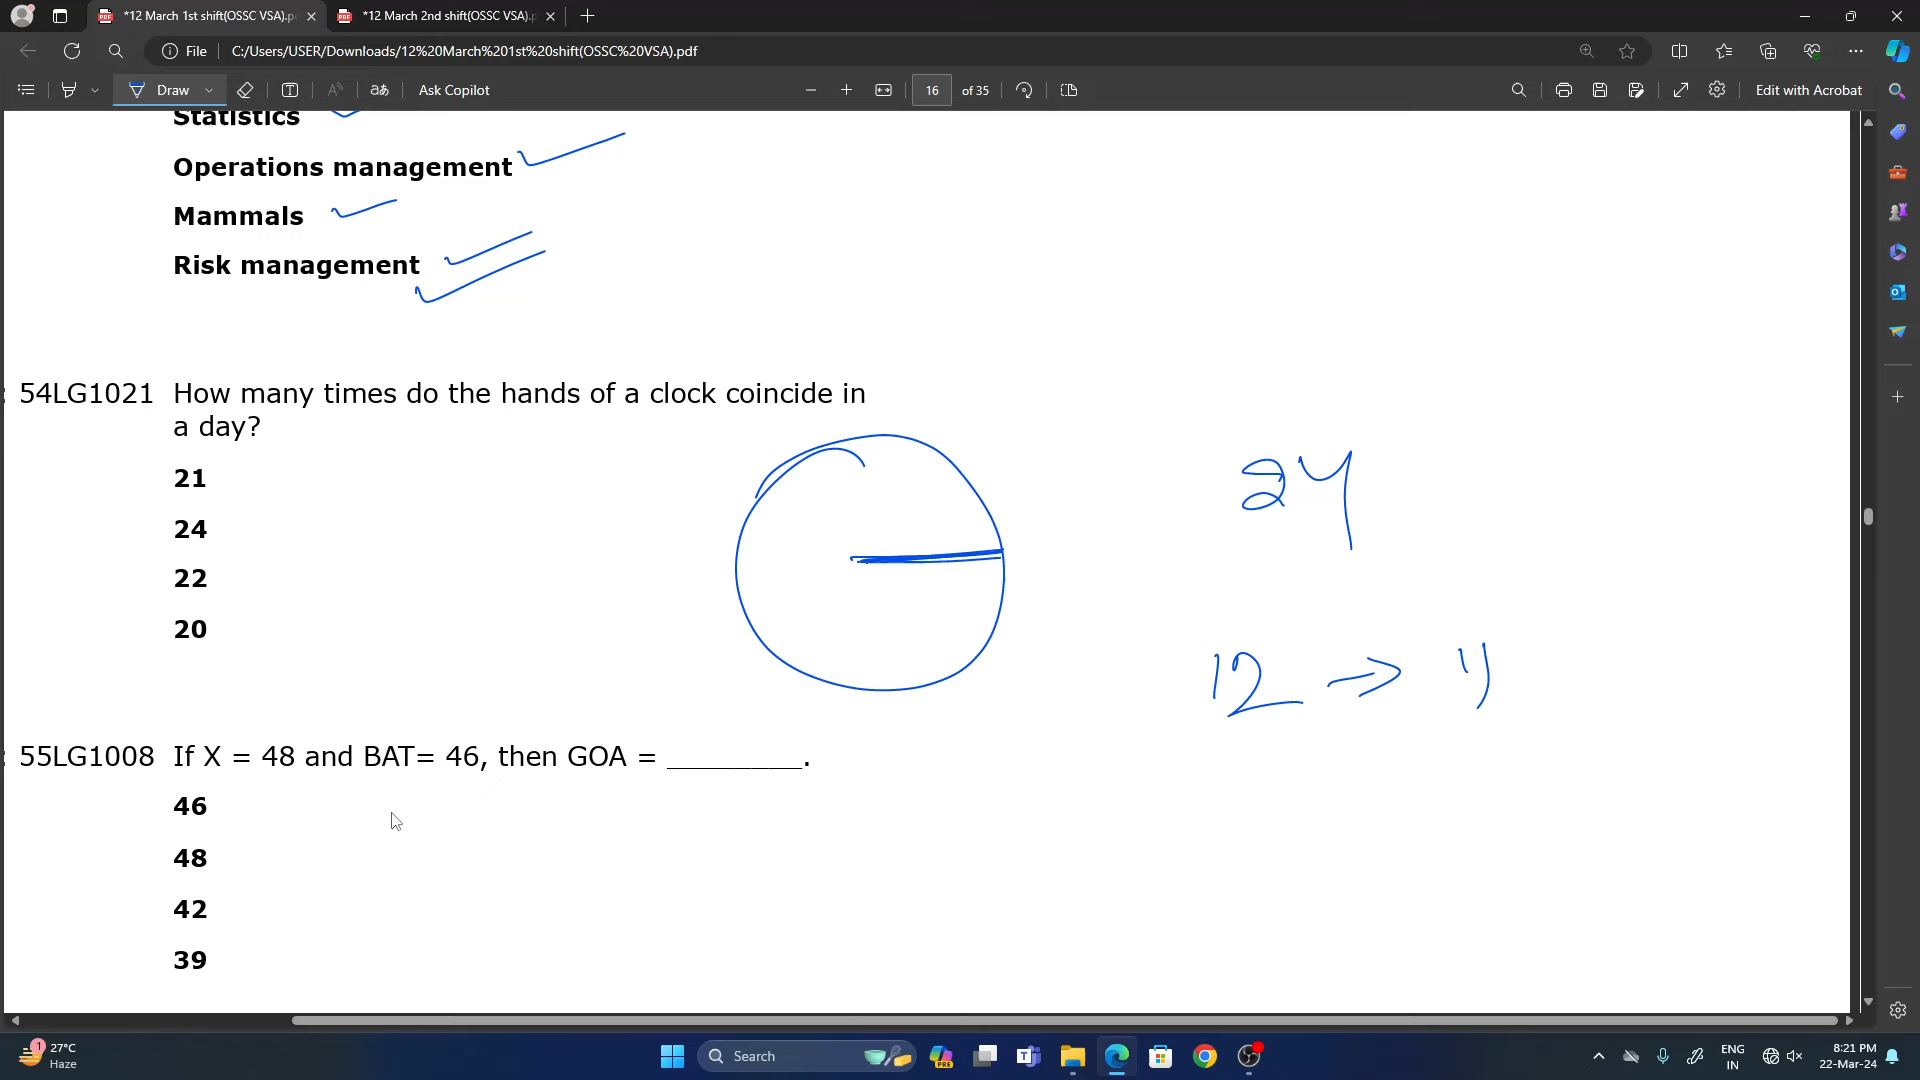 *12 March 1st shift(OSSC VSA).p
*12 March 2nd shift(OSSC VSA).p
File
C:/Users/USER/Downloads/12%20March%201st%20shift(OSSC%20VSA).pdf
Draw
aあ
Ask Copilot
16
of 35
Edit with Acrobat
Statistics
Operations management
Mammals
Risk management
54LG1021 How many times do the hands of a clock coincide in
a day?
21
24
22
20
24
12 → 11
55LG1008 If X = 48 and BAT= 46, then GOA = _________.
46
48
42
39
1
27°C
Haze
Search
PRE
ENG
IN
8:21 PM
22-Mar-24